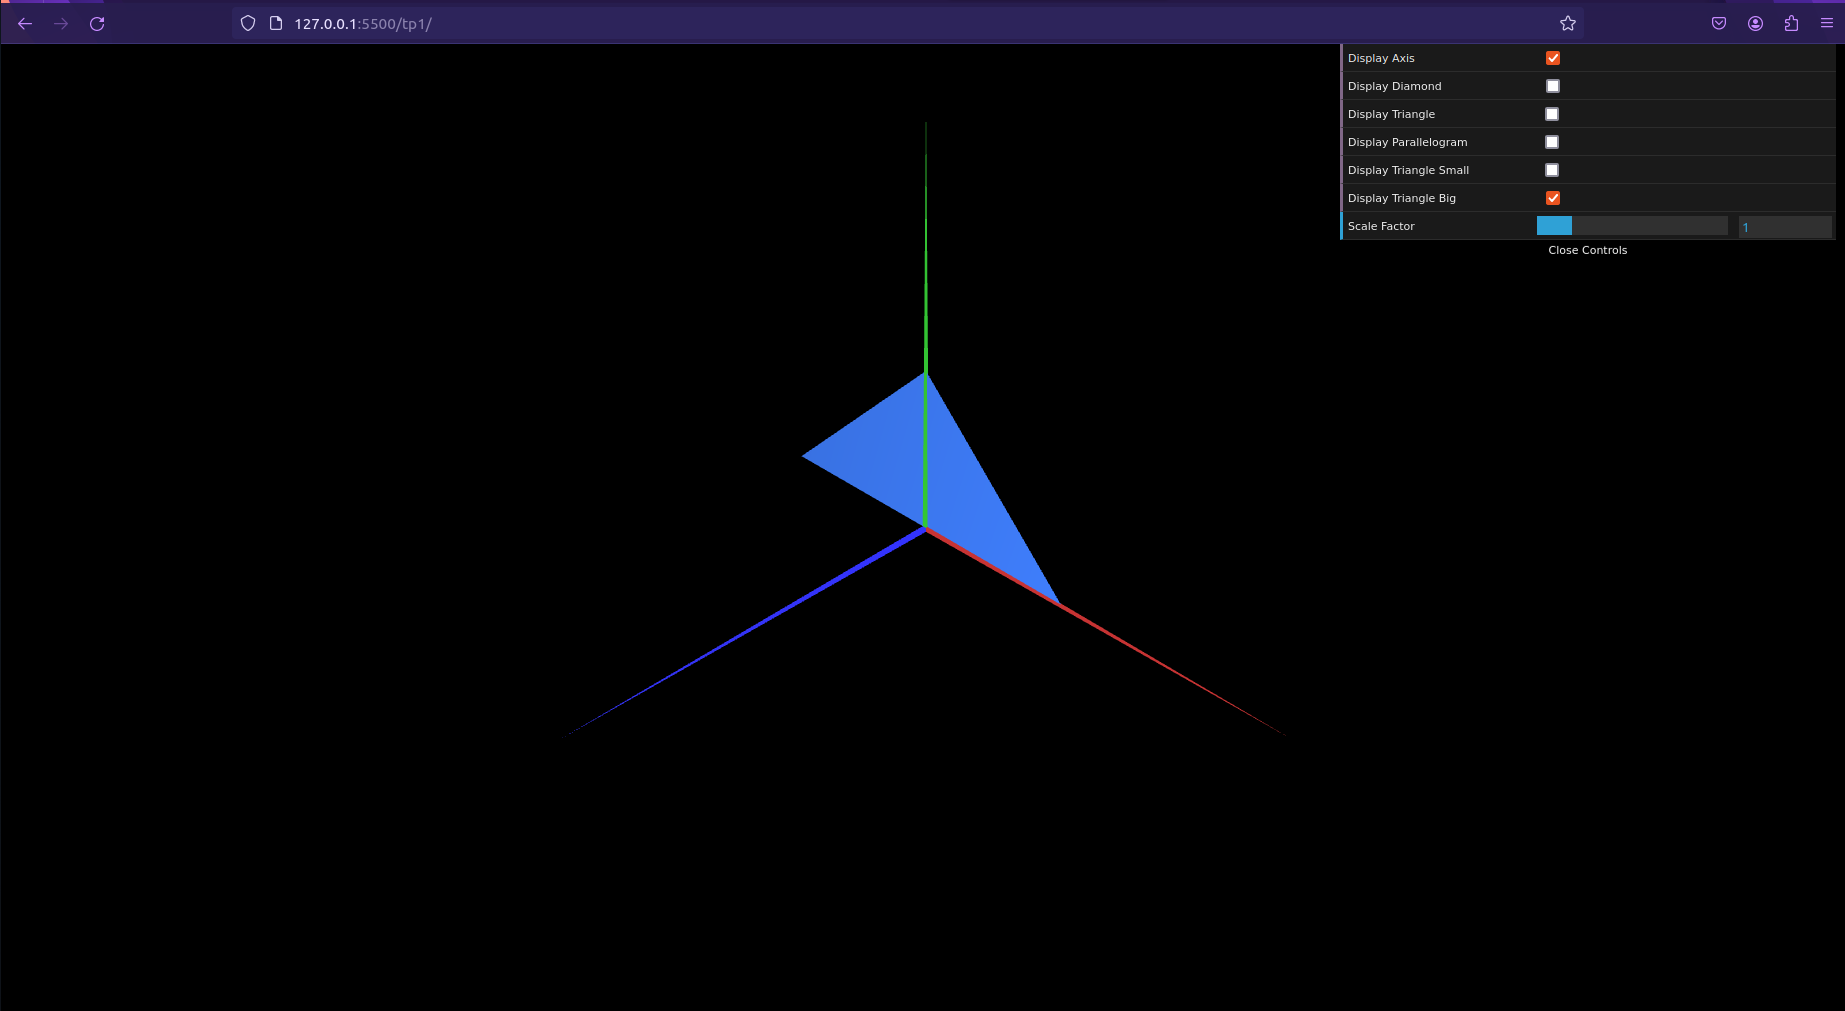 127.0.0.1:5500/tp1/
Display Axis
Display Diamond
Display Triangle
Display Parallelogram
Display Triangle Small
Display Triangle Big
Scale Factor 1
Close Controls